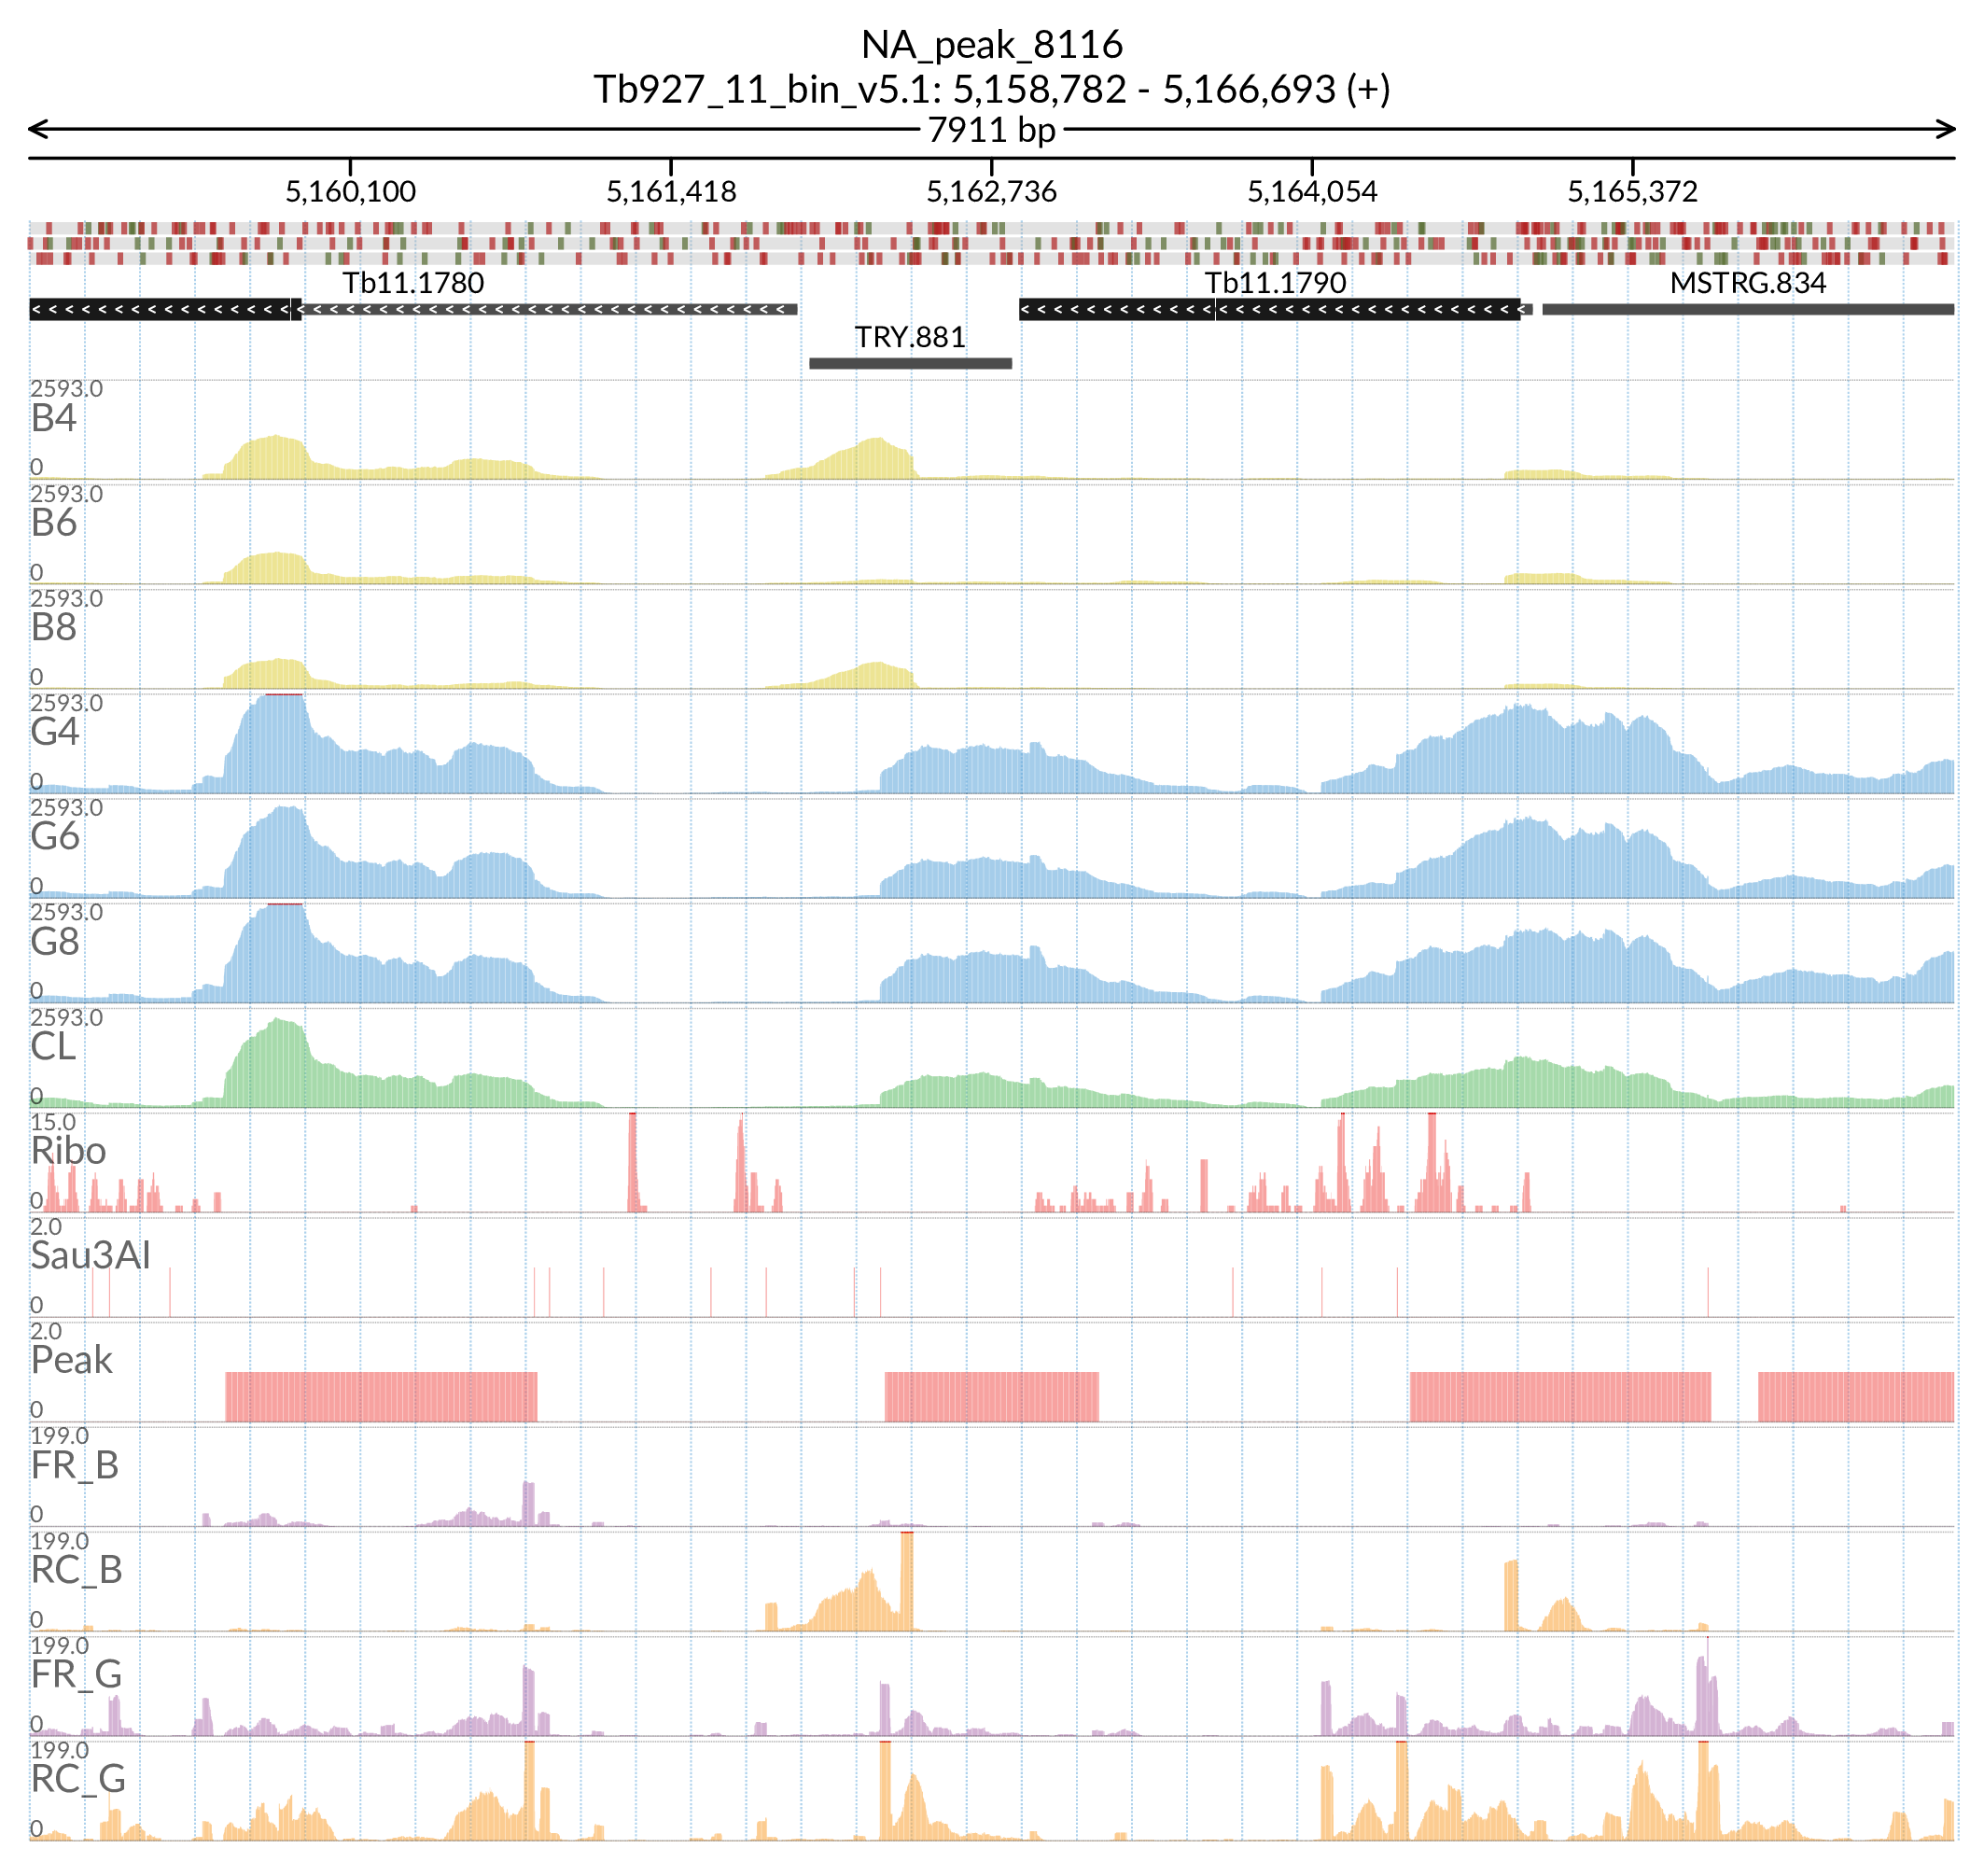 NA_peak_8116
Tb927_11_bin_v5.1: 5,158,782 - 5,166,693 (+)
7911 bp
5,160,100 5,161,418 5,162,736 5,164,054 5,165,372
Tb11.1780 Tb11.1790 MSTRG.834
TRY.881
2593.0
B4
0
2593.0
B6
0
2593.0
B8
0
2593.0
G4
0
2593.0
G6
0
2593.0
G8
0
2593.0
CL
0
15.0
Ribo
0
2.0
Sau3AI
0
2.0
Peak
0
199.0
FR_B
0
199.0
RC_B
0
199.0
FR_G
0
199.0
RC_G
0